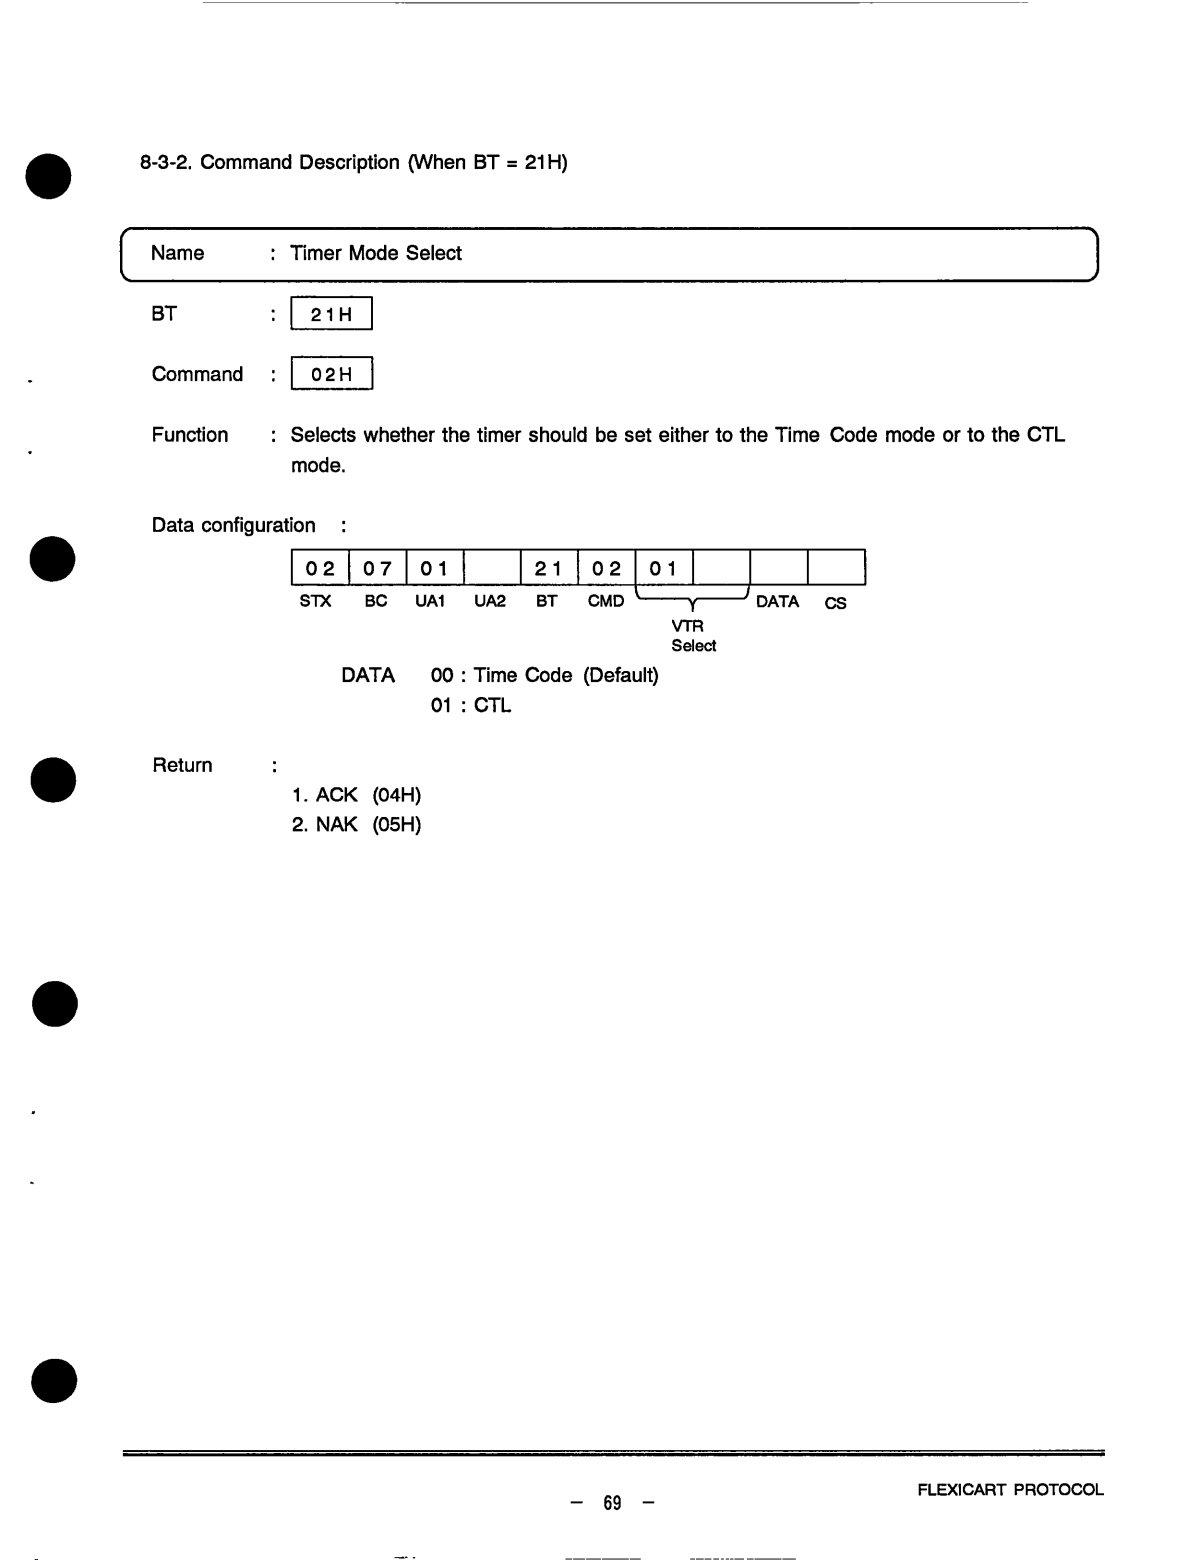 8-3-2. Command Description (When BT = 21H)
Name : Timer Mode Select
BT : 21H
Command : 02H
Function : Selects whether the timer should be set either to the Time Code mode or to the CTL
mode.
Data configuration :
02 07 01 21 02 01
STX BC UA1 UA2 BT CMD DATA CS
VTR
Select
DATA 00 : Time Code (Default)
01 : CTL
Return :
1. ACK (04H)
2. NAK (05H)
FLEXICART PROTOCOL
– 69 –